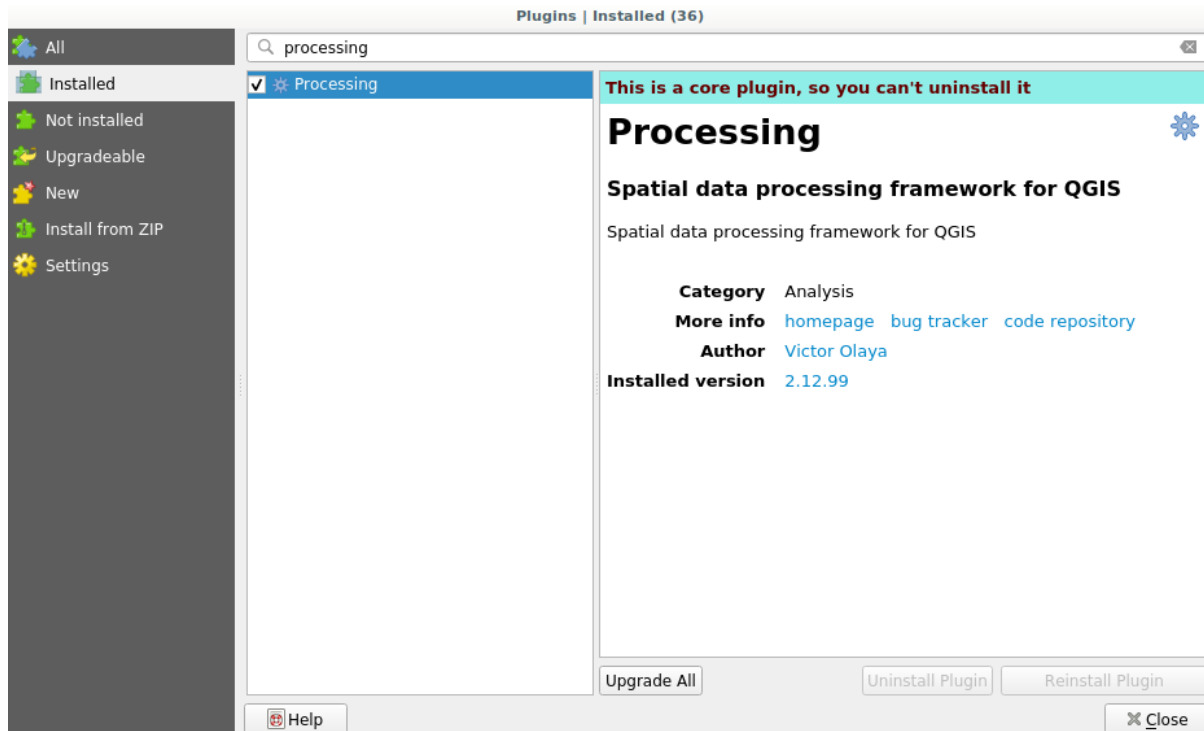 Plugins | Installed (36)
All
Installed
Not installed
Upgradeable
New
Install from ZIP
Settings
processing
Processing
This is a core plugin, so you can't uninstall it
Processing
Spatial data processing framework for QGIS
Spatial data processing framework for QGIS
Category Analysis
More info homepage bug tracker code repository
Author Victor Olaya
Installed version 2.12.99
Upgrade All Uninstall Plugin Reinstall Plugin
Help Close